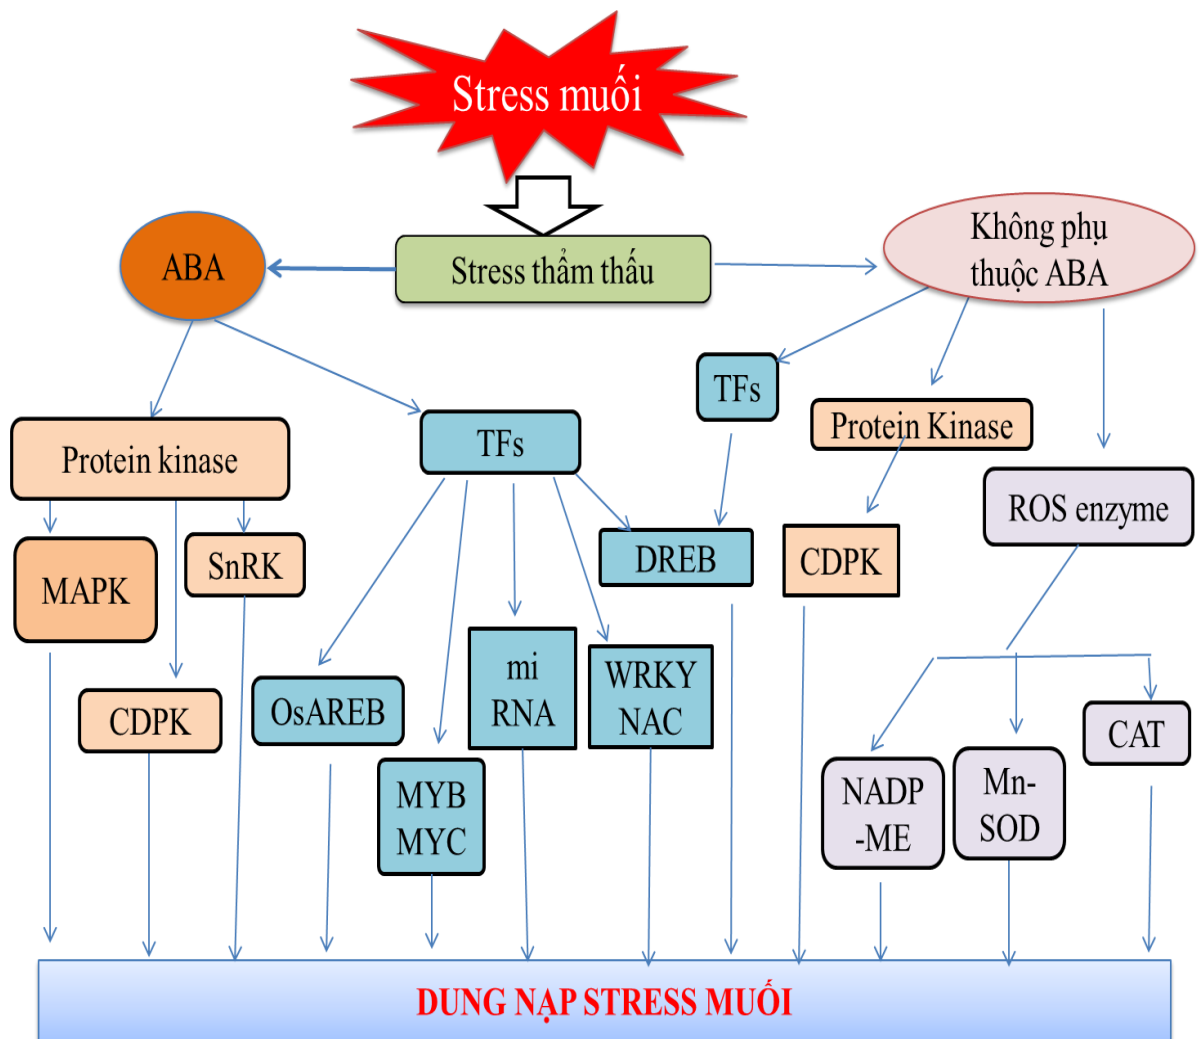 Stress muối
Stress thẩm thấu
ABA
Không phụ
thuộc ABA
TFs
Protein Kinase
Protein kinase
TFs
ROS enzyme
DREB
CDPK
SnRK
MAPK
mi
RNA
WRKY
NAC
OsAREB
CDPK
CAT
MYB
MYC
NADP
-ME
Mn-
SOD
DUNG NẠP STRESS MUỐI